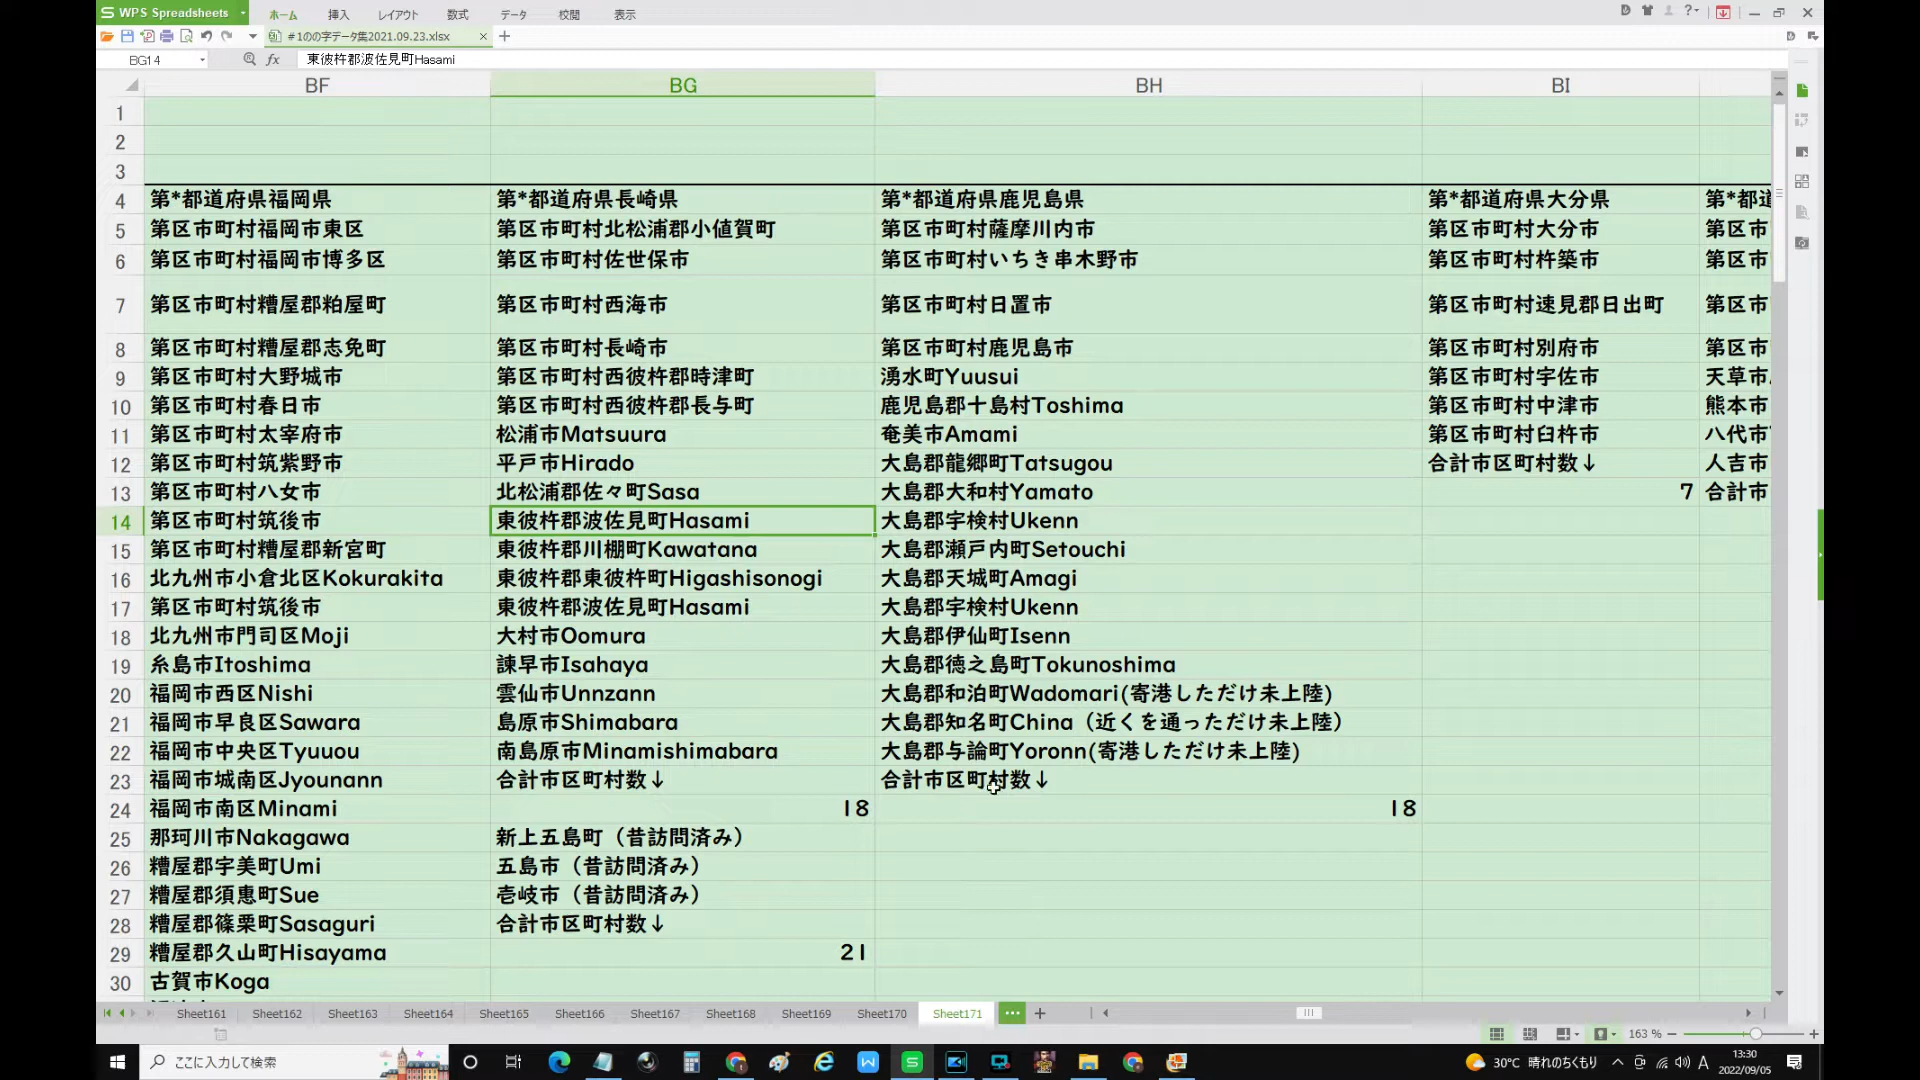 WPS Spreadsheets ホーム 挿入 レイアウト 数式 データ 校閲 表示
#1のの字データ集2021.09.23.xlsx
BG14 fx 東彼杵郡波佐見町Hasami
BF BG BH BI
1
2
3
4 第*都道府県福岡県 第*都道府県長崎県 第*都道府県鹿児島県 第*都道府県大分県 第*都道
5 第区市町村福岡市東区 第区市町村北松浦郡小値賀町 第区市町村薩摩川内市 第区市町村大分市 第区市
6 第区市町村福岡市博多区 第区市町村佐世保市 第区市町村いちき串木野市 第区市町村杵築市 第区市
7 第区市町村糟屋郡粕屋町 第区市町村西海市 第区市町村日置市 第区市町村速見郡日出町 第区市
8 第区市町村糟屋郡志免町 第区市町村長崎市 第区市町村鹿児島市 第区市町村別府市 第区市
9 第区市町村大野城市 第区市町村西彼杵郡時津町 湧水町Yuusui 第区市町村宇佐市 天草市
10 第区市町村春日市 第区市町村西彼杵郡長与町 鹿児島郡十島村Toshima 第区市町村中津市 熊本市
11 第区市町村太宰府市 松浦市Matsuura 奄美市Amami 第区市町村臼杵市 八代市
12 第区市町村筑紫野市 平戸市Hirado 大島郡龍郷町Tatsugou 合計市区町村数↓ 人吉市
13 第区市町村八女市 北松浦郡佐々町Sasa 大島郡大和村Yamato 7 合計市
14 第区市町村筑後市 東彼杵郡波佐見町Hasami 大島郡宇検村Ukenn
15 第区市町村糟屋郡新宮町 東彼杵郡川棚町Kawatana 大島郡瀬戸内町Setouchi
16 北九州市小倉北区Kokurakita 東彼杵郡東彼杵町Higashisonogi 大島郡天城町Amagi
17 第区市町村筑後市 東彼杵郡波佐見町Hasami 大島郡宇検村Ukenn
18 北九州市門司区Moji 大村市Oomura 大島郡伊仙町Isenn
19 糸島市Itoshima 諫早市Isahaya 大島郡徳之島町Tokunoshima
20 福岡市西区Nishi 雲仙市Unnzann 大島郡和泊町Wadomari(寄港しただけ未上陸)
21 福岡市早良区Sawara 島原市Shimabara 大島郡知名町China（近くを通っただけ未上陸）
22 福岡市中央区Tyuuou 南島原市Minamishimabara 大島郡与論町Yoronn(寄港しただけ未上陸)
23 福岡市城南区Jyounann 合計市区町村数↓ 合計市区町村数↓
24 福岡市南区Minami 18 18
25 那珂川市Nakagawa 新上五島町（昔訪問済み）
26 糟屋郡宇美町Umi 五島市（昔訪問済み）
27 糟屋郡須惠町Sue 壱岐市（昔訪問済み）
28 糟屋郡篠栗町Sasaguri 合計市区町村数↓
29 糟屋郡久山町Hisayama 21
30 古賀市Koga
Sheet161 Sheet162 Sheet163 Sheet164 Sheet165 Sheet166 Sheet167 Sheet168 Sheet169 Sheet170 Sheet171
163 %
ここに入力して検索 30°C 晴れのちくもり A 13:30
2022/09/05